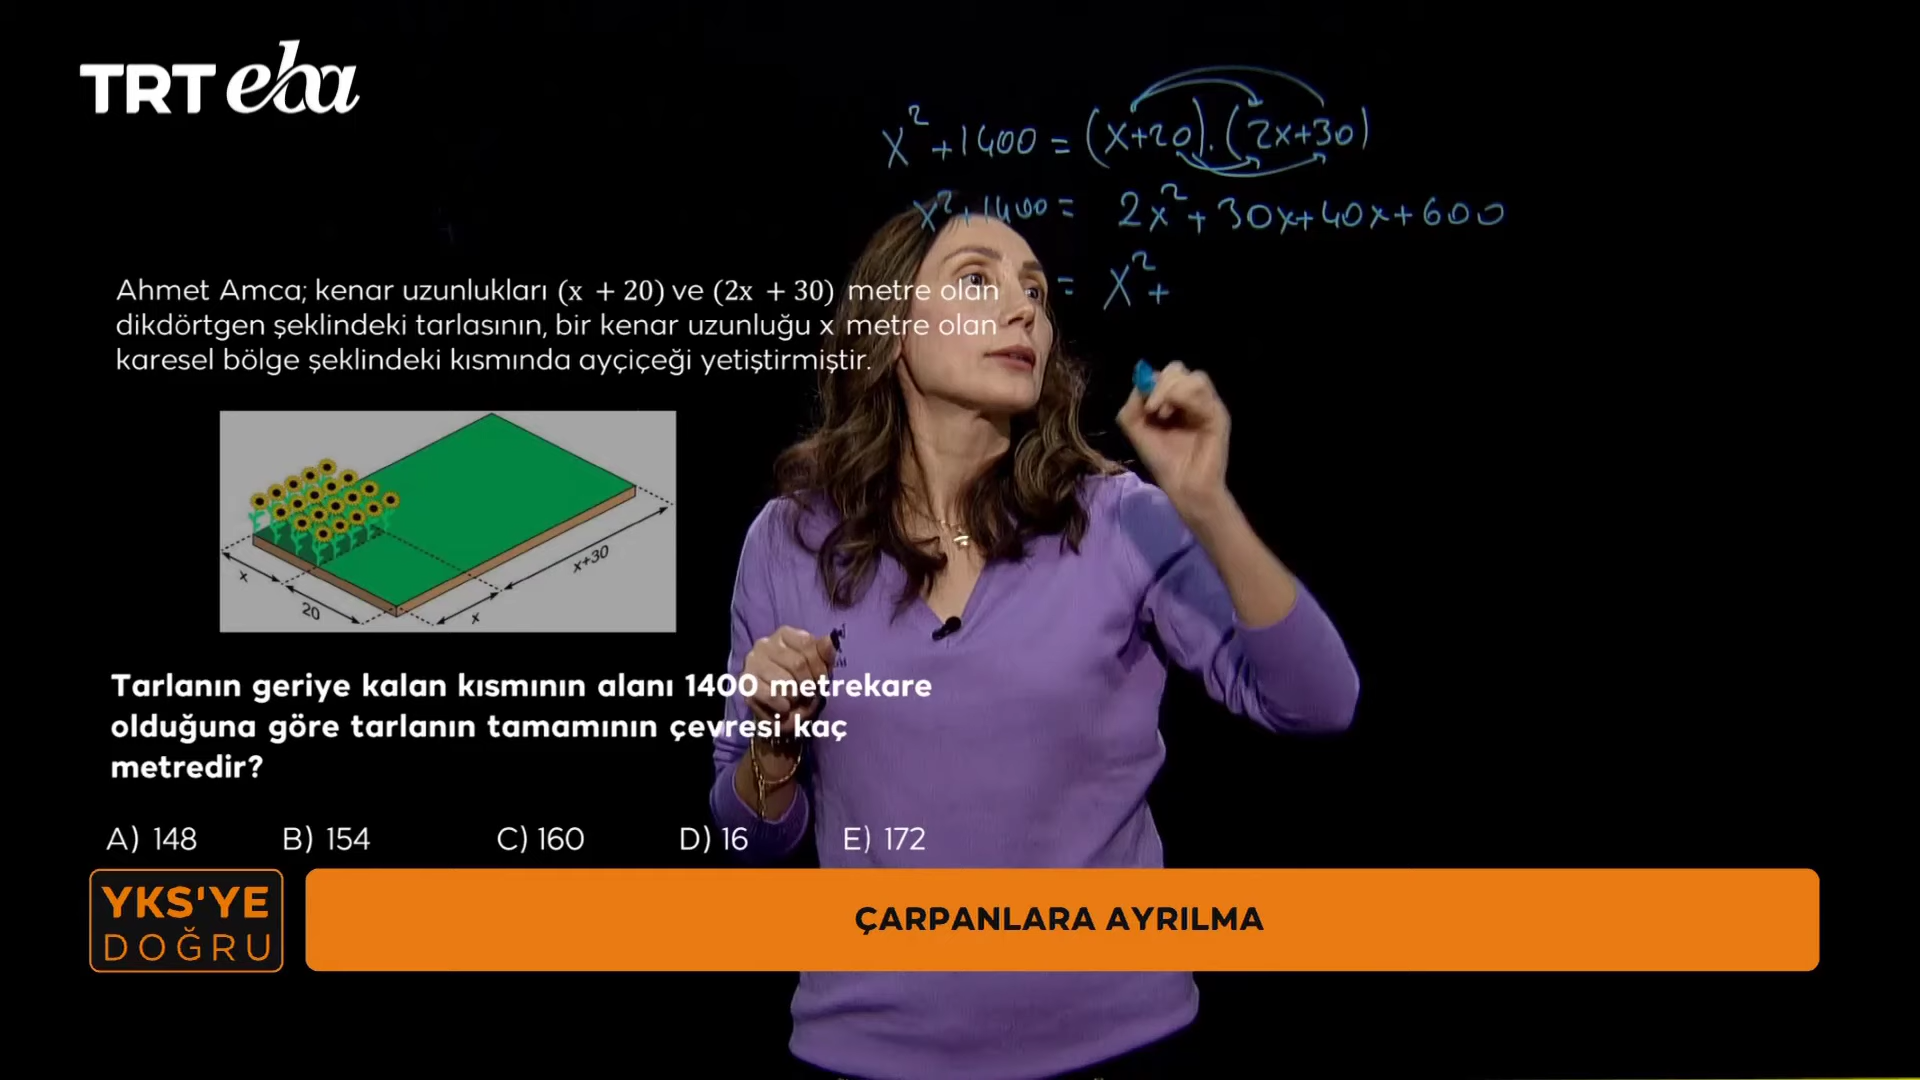 TRT eba
x² + 1400 = (x+20).(2x+30)
x² + 1400 = 2x² + 30x + 40x + 600
= x² +
Ahmet Amca; kenar uzunlukları (x + 20) ve (2x + 30) metre olan
dikdörtgen şeklindeki tarlasının, bir kenar uzunluğu x metre olan
karesel bölge şeklindeki kısmında ayçiçeği yetiştirmiştir.
x
20
x
x+30
Tarlanın geriye kalan kısmının alanı 1400 metrekare
olduğuna göre tarlanın tamamının çevresi kaç
metredir?
A) 148 B) 154 C) 160 D) 16 E) 172
YKS'YE
DOĞRU
ÇARPANLARA AYRILMA